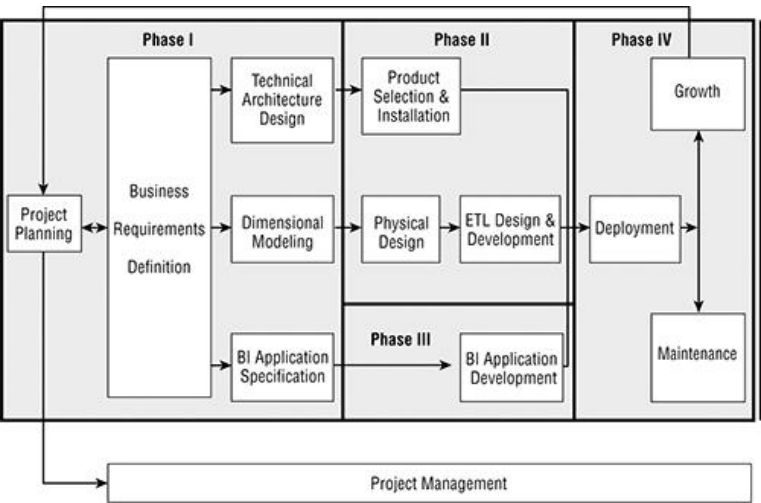 Phase I
Phase II
Phase IV
Technical
Architecture
Design
Product
Selection &
Installation
Growth
Project
Planning
Business
Requirements
Definition
Dimensional
Modeling
Physical
Design
ETL Design &
Development
Deployment
Phase III
BI Application
Specification
BI Application
Development
Maintenance
Project Management